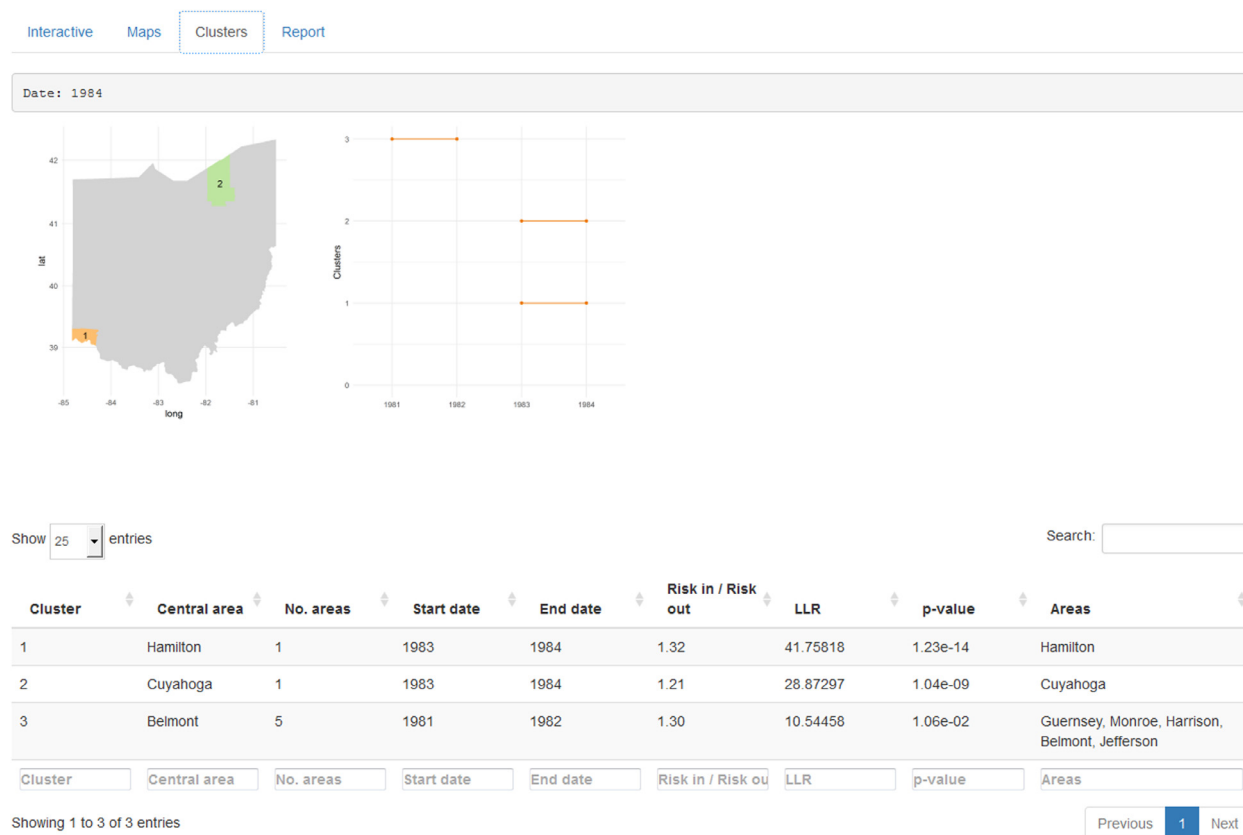 Interactive Maps Clusters Report
Date: 1984
42
41
40
39
lat
-85 -84 -83 -82 -81
long
2
1
3
2
1
0
Clusters
1981 1982 1983 1984
Show 25 entries
Search:
Cluster Central area No. areas Start date End date Risk in / Risk out LLR p-value Areas
1 Hamilton 1 1983 1984 1.32 41.75818 1.23e-14 Hamilton
2 Cuyahoga 1 1983 1984 1.21 28.87297 1.04e-09 Cuyahoga
3 Belmont 5 1981 1982 1.30 10.54458 1.06e-02 Guernsey, Monroe, Harrison,
Belmont, Jefferson
Cluster Central area No. areas Start date End date Risk in / Risk ou LLR p-value Areas
Showing 1 to 3 of 3 entries
Previous 1 Next